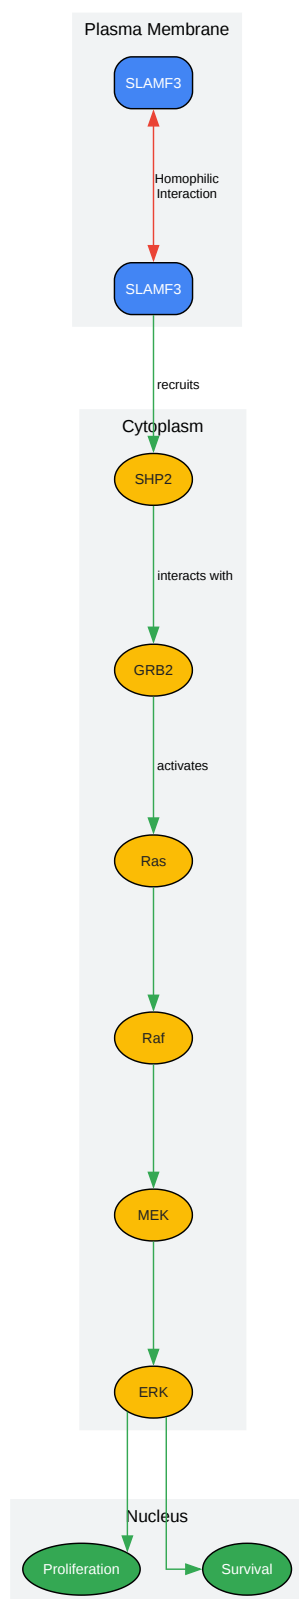 Plasma Membrane
SLAMF3
Homophilic
Interaction
SLAMF3
recruits
Cytoplasm
SHP2
interacts with
GRB2
activates
Ras
Raf
MEK
ERK
Nucleus
Proliferation
Survival